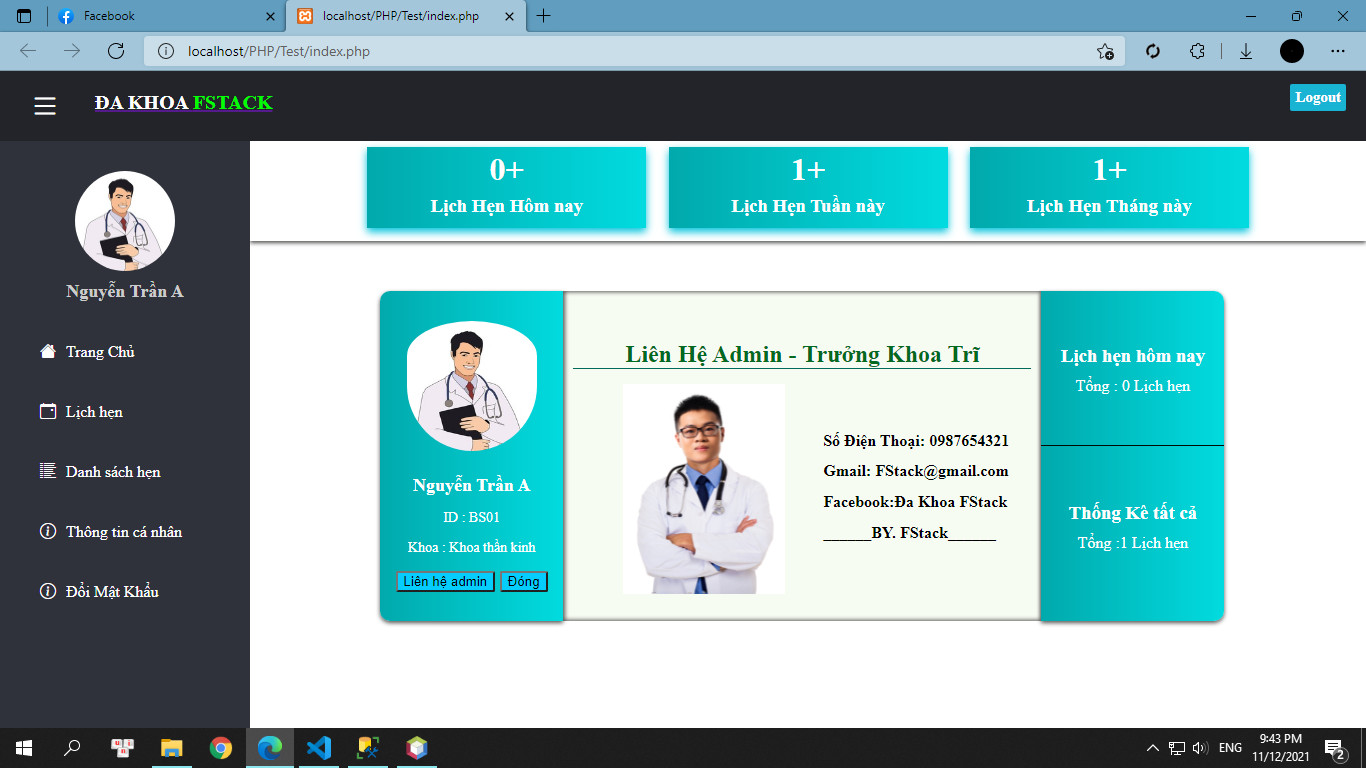 Facebook
localhost/PHP/Test/index.php
localhost/PHP/Test/index.php
ĐA KHOA FSTACK
Logout
0+
Lịch Hẹn Hôm nay
1+
Lịch Hẹn Tuần này
1+
Lịch Hẹn Tháng này
Nguyễn Trần A
Trang Chủ
Lịch hẹn
Danh sách hẹn
Thông tin cá nhân
Đổi Mật Khẩu
Nguyễn Trần A
ID : BS01
Khoa : Khoa thần kinh
Liên hệ admin Đóng
Liên Hệ Admin - Trưởng Khoa Trĩ
Số Điện Thoại: 0987654321
Gmail: FStack@gmail.com
Facebook:Đa Khoa FStack
______BY. FStack______
Lịch hẹn hôm nay
Tổng : 0 Lịch hẹn
Thống Kê tất cả
Tổng :1 Lịch hẹn
ENG
9:43 PM
11/12/2021
2